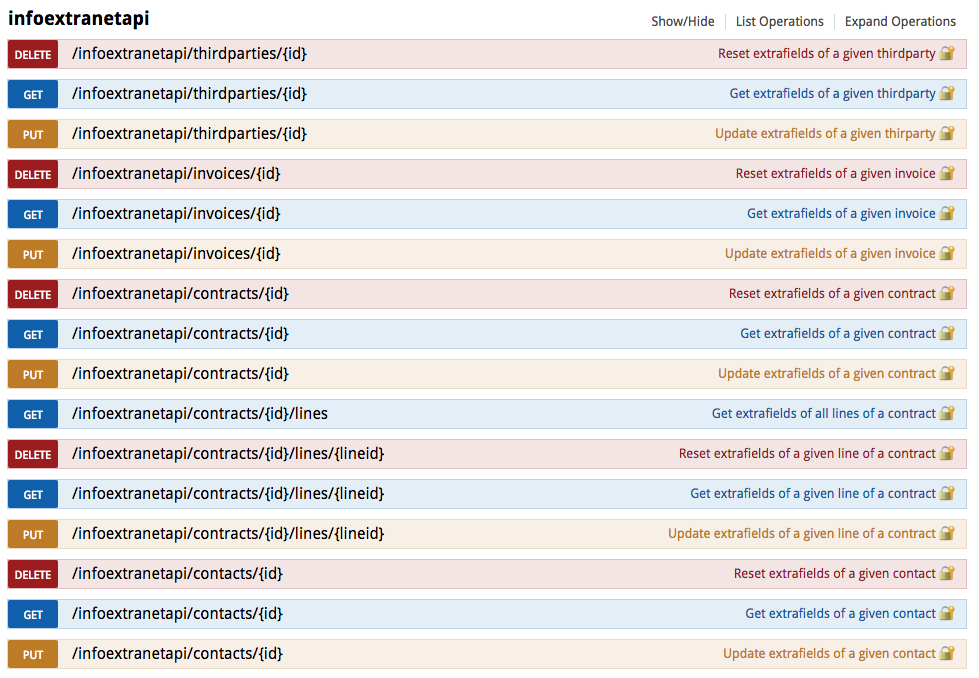 infoextranetapi Show/Hide List Operations Expand Operations
DELETE /infoextranetapi/thirdparties/{id} Reset extrafields of a given thirdparty
GET /infoextranetapi/thirdparties/{id} Get extrafields of a given thirdparty
PUT /infoextranetapi/thirdparties/{id} Update extrafields of a given thirparty
DELETE /infoextranetapi/invoices/{id} Reset extrafields of a given invoice
GET /infoextranetapi/invoices/{id} Get extrafields of a given invoice
PUT /infoextranetapi/invoices/{id} Update extrafields of a given invoice
DELETE /infoextranetapi/contracts/{id} Reset extrafields of a given contract
GET /infoextranetapi/contracts/{id} Get extrafields of a given contract
PUT /infoextranetapi/contracts/{id} Update extrafields of a given contract
GET /infoextranetapi/contracts/{id}/lines Get extrafields of all lines of a contract
DELETE /infoextranetapi/contracts/{id}/lines/{lineid} Reset extrafields of a given line of a contract
GET /infoextranetapi/contracts/{id}/lines/{lineid} Get extrafields of a given line of a contract
PUT /infoextranetapi/contracts/{id}/lines/{lineid} Update extrafields of a given line of a contract
DELETE /infoextranetapi/contacts/{id} Reset extrafields of a given contact
GET /infoextranetapi/contacts/{id} Get extrafields of a given contact
PUT /infoextranetapi/contacts/{id} Update extrafields of a given contact